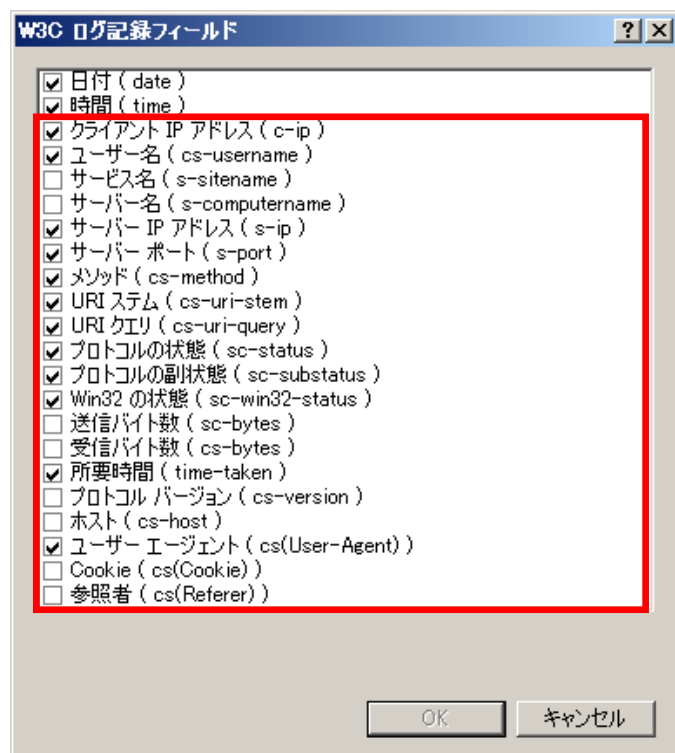 W3C ログ記録フィールド
日付 ( date )
時間 ( time )
クライアント IP アドレス ( c-ip )
ユーザー名 ( cs-username )
サービス名 ( s-sitename )
サーバー名 ( s-computername )
サーバー IP アドレス ( s-ip )
サーバー ポート ( s-port )
メソッド ( cs-method )
URI ステム ( cs-uri-stem )
URI クエリ ( cs-uri-query )
プロトコルの状態 ( sc-status )
プロトコルの副状態 ( sc-substatus )
Win32 の状態 ( sc-win32-status )
送信バイト数 ( sc-bytes )
受信バイト数 ( cs-bytes )
所要時間 ( time-taken )
プロトコル バージョン ( cs-version )
ホスト ( cs-host )
ユーザー エージェント ( cs(User-Agent) )
Cookie ( cs(Cookie) )
参照者 ( cs(Referer) )
OK
キャンセル